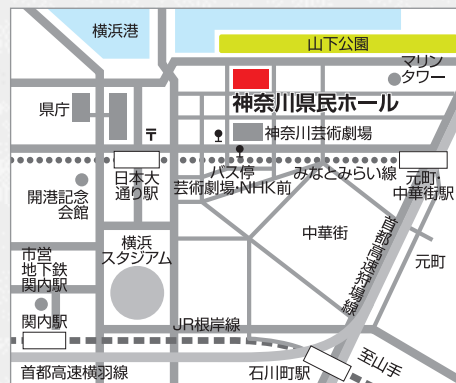 横浜港
山下公園
マリン
タワー
神奈川県民ホール
県庁
〒
神奈川芸術劇場
日本大
通り駅
バス停
芸術劇場・NHK前
みなとみらい線
元町・
中華街駅
開港記念
会館
横浜
スタジアム
中華街
首都高速狩場線
元町
市営
地下鉄
関内駅
関内駅
JR根岸線
首都高速横羽線
石川町駅
至山手